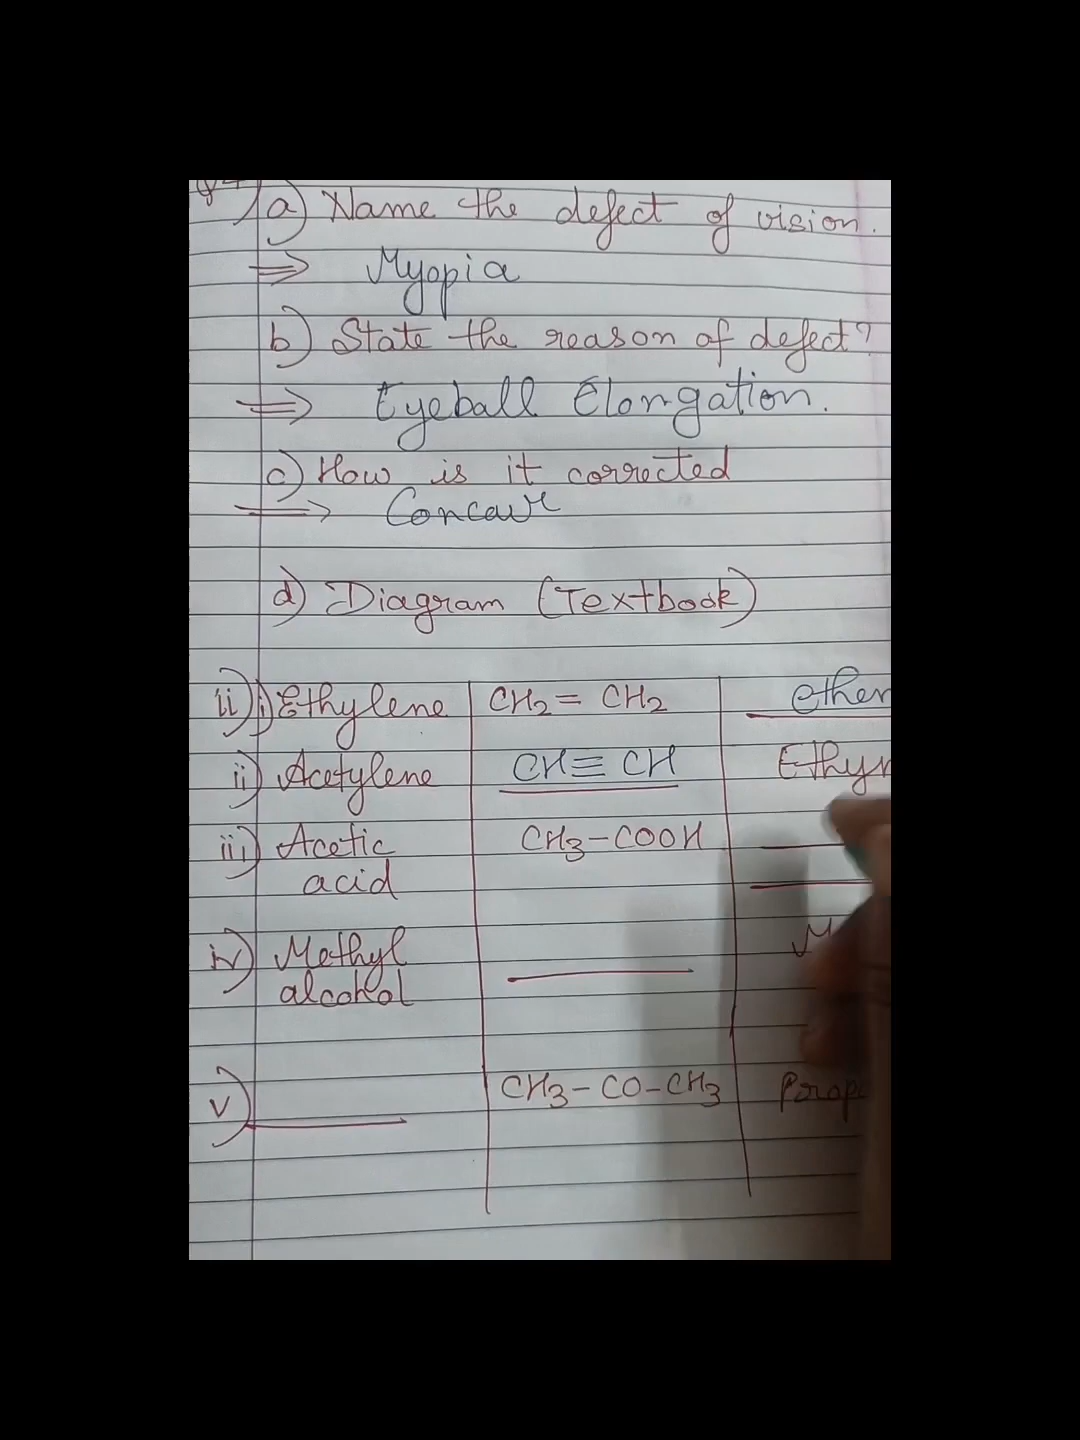 a) Name the defect of vision.
⇒ Myopia
b) State the reason of defect?
⇒ Eyeball Elongation.
c) How is it corrected
⇒ Concave
d) Diagram (Textbook)
ii) i) Ethylene CH2 = CH2 ethen
ii) Acetylene CH ≡ CH Ethyn
iii) Acetic CH3-COOH
acid
iv) Methyl
alcohol
v) CH3-CO-CH3 Prop